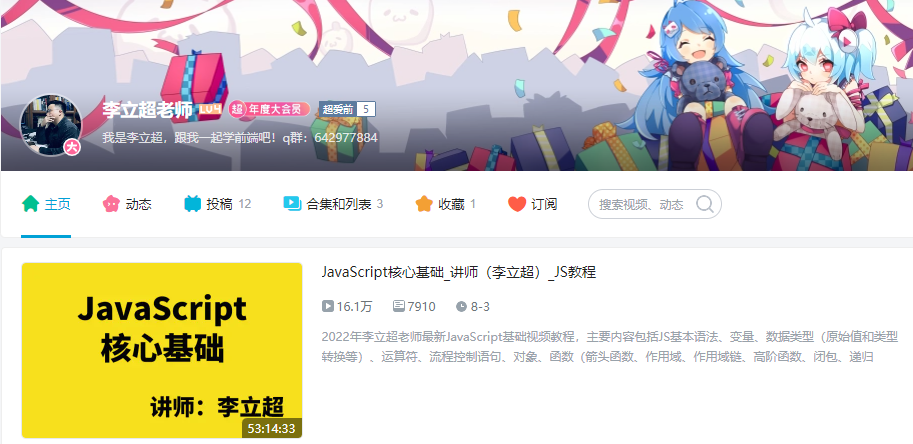 李立超老师 LV4 超 年度大会员 超爱前 5
我是李立超，跟我一起学前端吧！q群：642977884
大
主页 动态 投稿 12 合集和列表 3 收藏 1 订阅 搜索视频、动态
JavaScript
核心基础
讲师：李立超
53:14:33
JavaScript核心基础_讲师（李立超）_JS教程
16.1万 7910 8-3
2022年李立超老师最新JavaScript基础视频教程，主要内容包括JS基本语法、变量、数据类型（原始值和类型
转换等）、运算符、流程控制语句、对象、函数（箭头函数、作用域、作用域链、高阶函数、闭包、递归